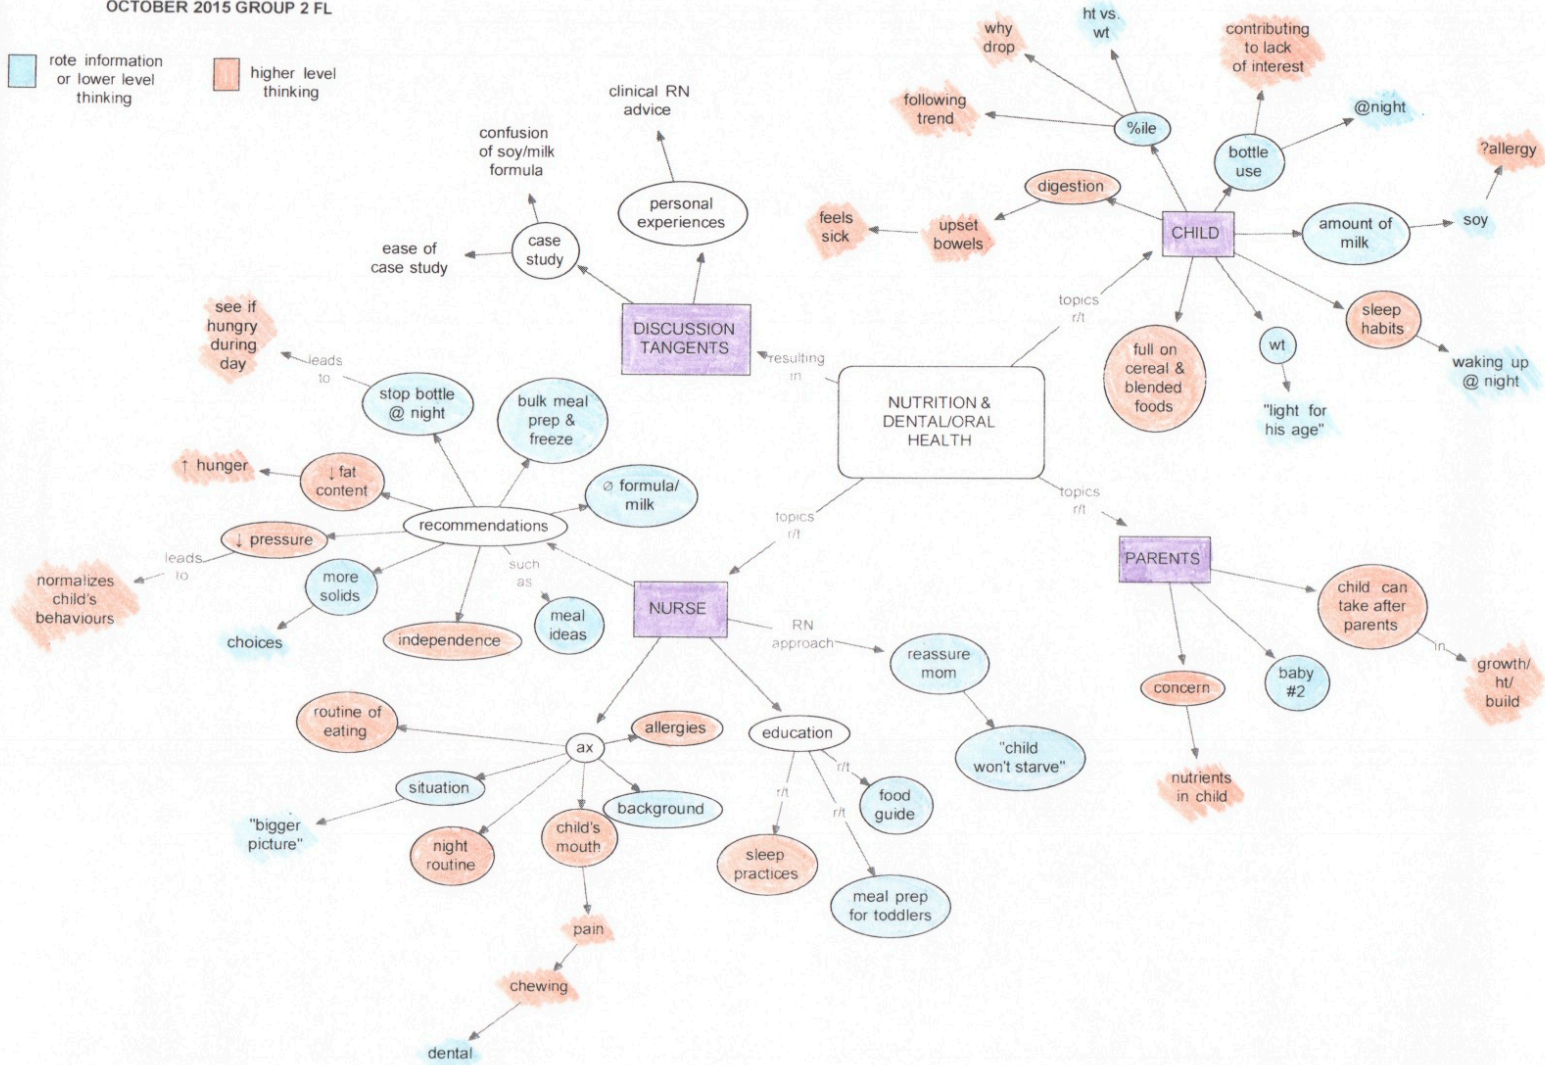 OCTOBER 2015 GROUP 2 FL
rote information
or lower level
thinking
higher level
thinking
clinical RN
advice
confusion
of soy/milk
formula
personal
experiences
case
study
ease of
case study
DISCUSSION
TANGENTS
resulting
in
why
drop
ht vs.
wt
contributing
to lack
of interest
following
trend
%ile
@night
bottle
use
?allergy
digestion
feels
sick
upset
bowels
CHILD
amount of
milk
soy
topics
r/t
sleep
habits
full on
cereal &
blended
foods
wt
waking up
@ night
"light for
his age"
NUTRITION &
DENTAL/ORAL
HEALTH
see if
hungry
during
day
leads
to
stop bottle
@ night
bulk meal
prep &
freeze
↑ hunger
↓ fat
content
∅ formula/
milk
recommendations
↓ pressure
leads
to
normalizes
child's
behaviours
more
solids
such
as
choices
independence
meal
ideas
topics
r/t
NURSE
RN
approach
reassure
mom
"child
won't starve"
topics
r/t
PARENTS
child can
take after
parents
in
growth/
ht/
build
concern
baby
#2
nutrients
in child
routine of
eating
allergies
ax
education
situation
background
"bigger
picture"
night
routine
child's
mouth
r/t
r/t
r/t
food
guide
sleep
practices
meal prep
for toddlers
pain
chewing
dental